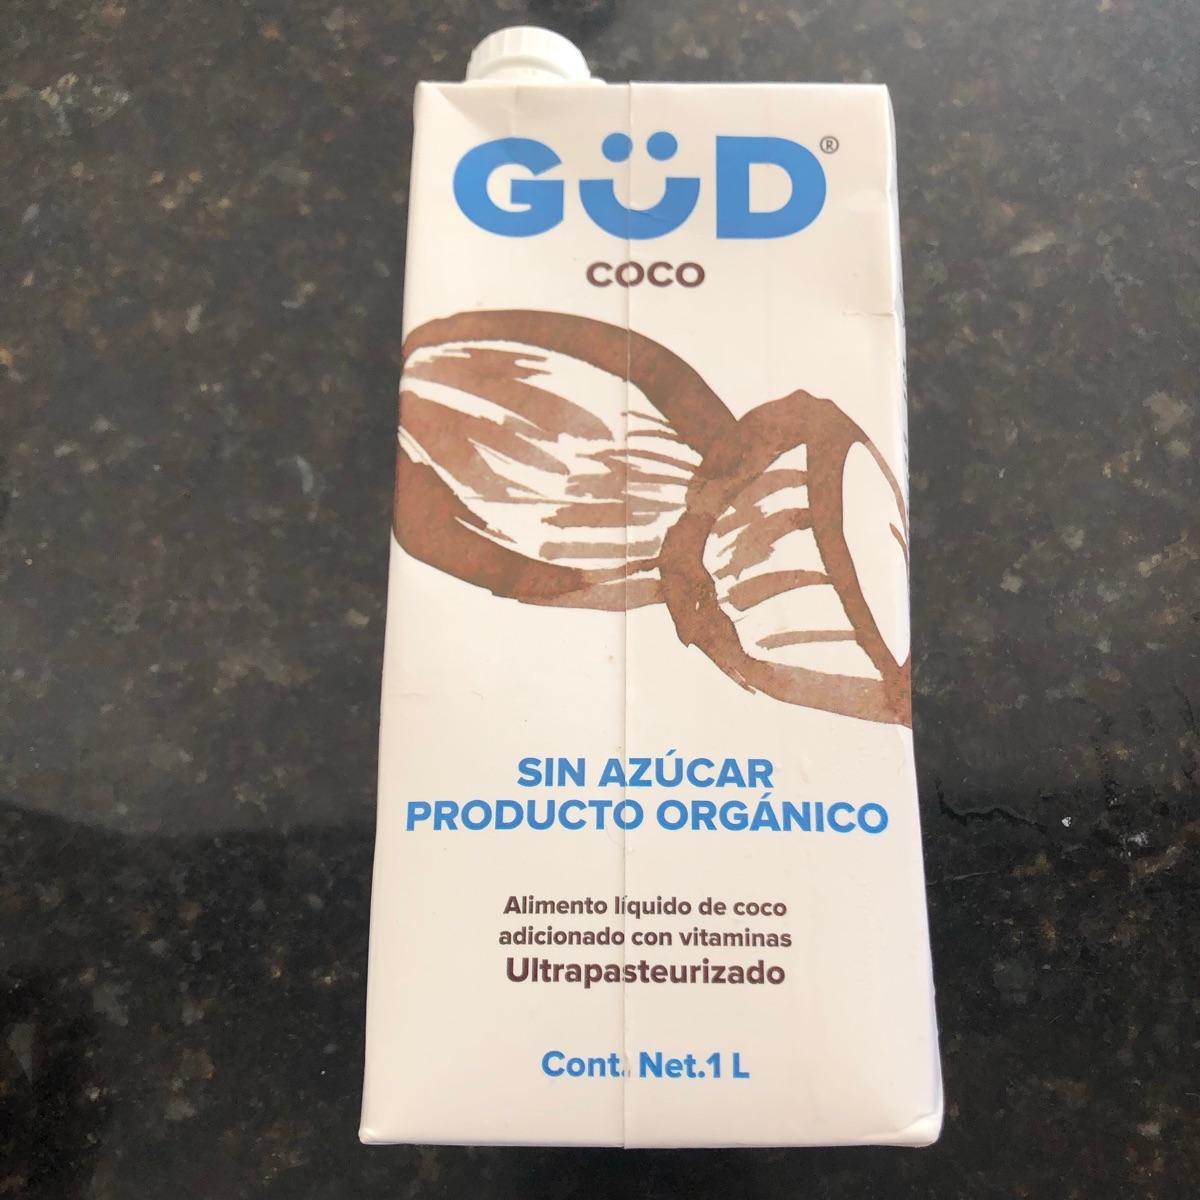 GÜD®
COCO
SIN AZÚCAR
PRODUCTO ORGÁNICO
Alimento líquido de coco
adicionado con vitaminas
Ultrapasteurizado
Cont. Net.1 L